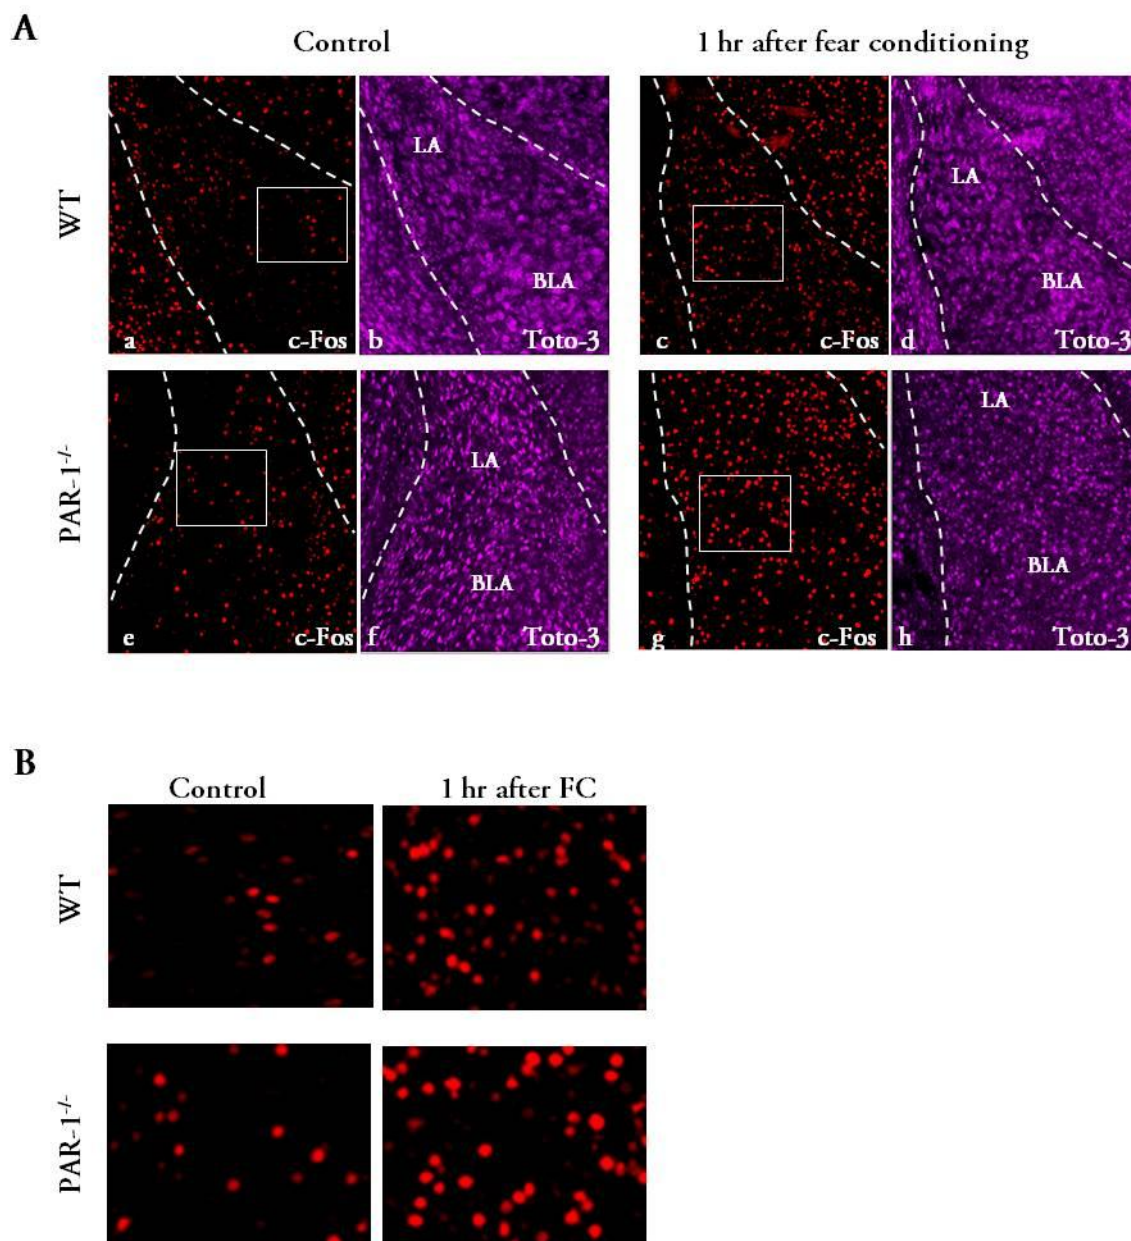 A
Control
1 hr after fear conditioning
WT
LA
BLA
a
c-Fos
b
Toto-3
LA
BLA
c
c-Fos
d
Toto-3
PAR-1-/-
LA
BLA
e
c-Fos
f
Toto-3
LA
BLA
g
c-Fos
h
Toto-3
B
Control
1 hr after FC
WT
PAR-1-/-